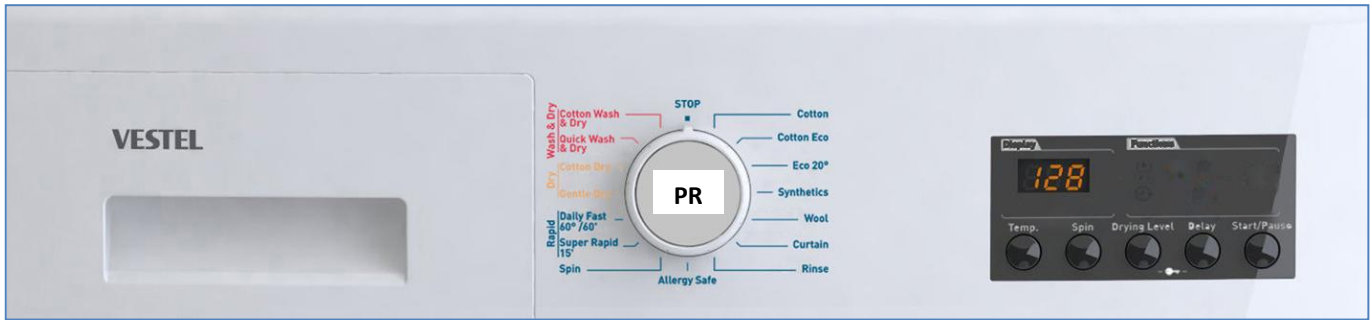 VESTEL
Wash & Dry
Cotton Wash
& Dry
Quick Wash
& Dry
Dry
Cotton Dry
Gentle Dry
Rapid
Daily Fast
60° /60'
Super Rapid
15'
Spin
STOP
PR
Allergy Safe
Cotton
Cotton Eco
Eco 20°
Synthetics
Wool
Curtain
Rinse
Display
Functions
128
Temp.
Spin
Drying Level
Delay
Start/Pause